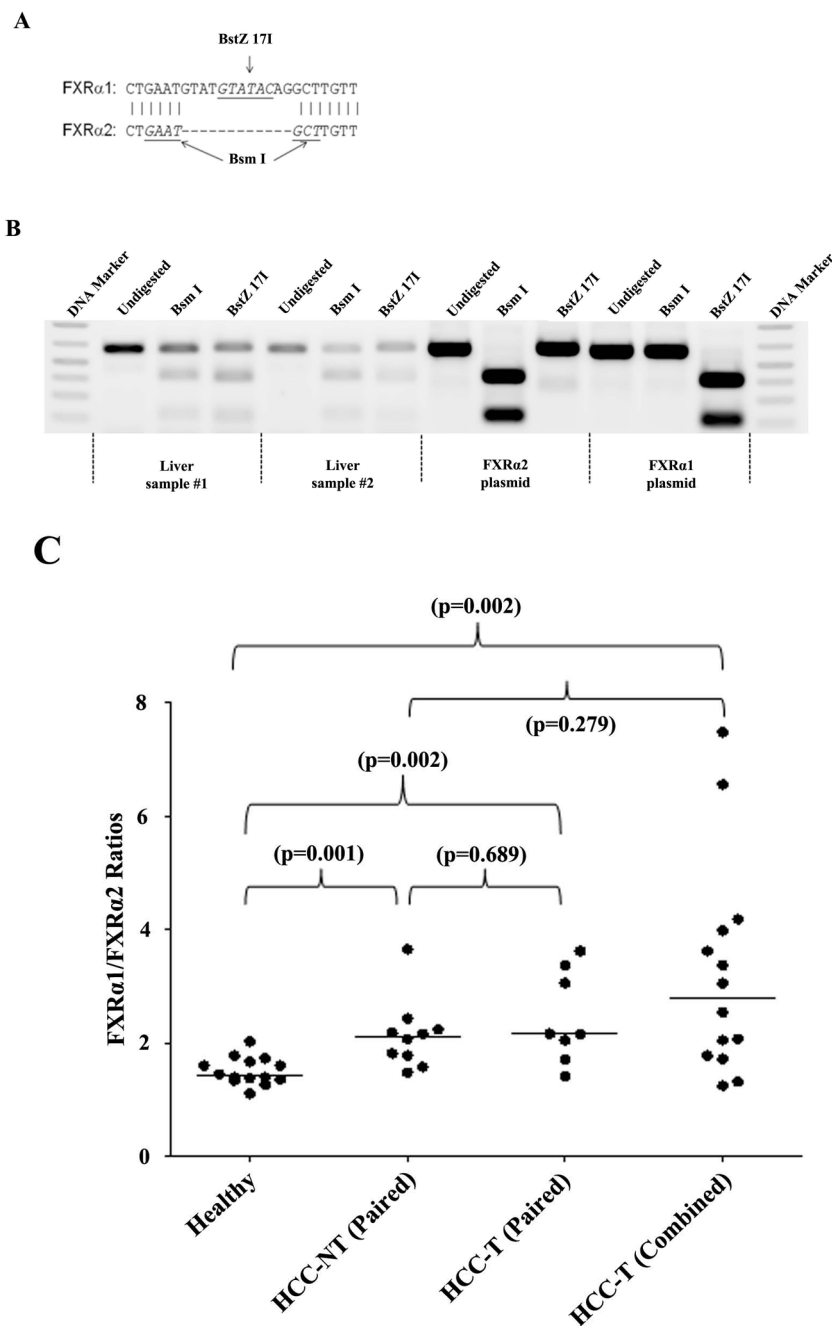 A
BstZ 17I
FXRα1: CTGAATGTATGTATACAGGCTTGTT
FXRα2: CTGAAT------------GCTTGTT
Bsm I
B
DNA Marker
Undigested
Bsm I
BstZ 17I
Undigested
Bsm I
BstZ 17I
Undigested
Bsm I
BstZ 17I
Undigested
Bsm I
BstZ 17I
DNA Marker
Liver
sample #1
Liver
sample #2
FXRα2
plasmid
FXRα1
plasmid
C
(p=0.002)
(p=0.279)
(p=0.002)
(p=0.001)
(p=0.689)
FXRα1/FXRα2 Ratios
8
6
4
2
0
Healthy
HCC-NT (Paired)
HCC-T (Paired)
HCC-T (Combined)